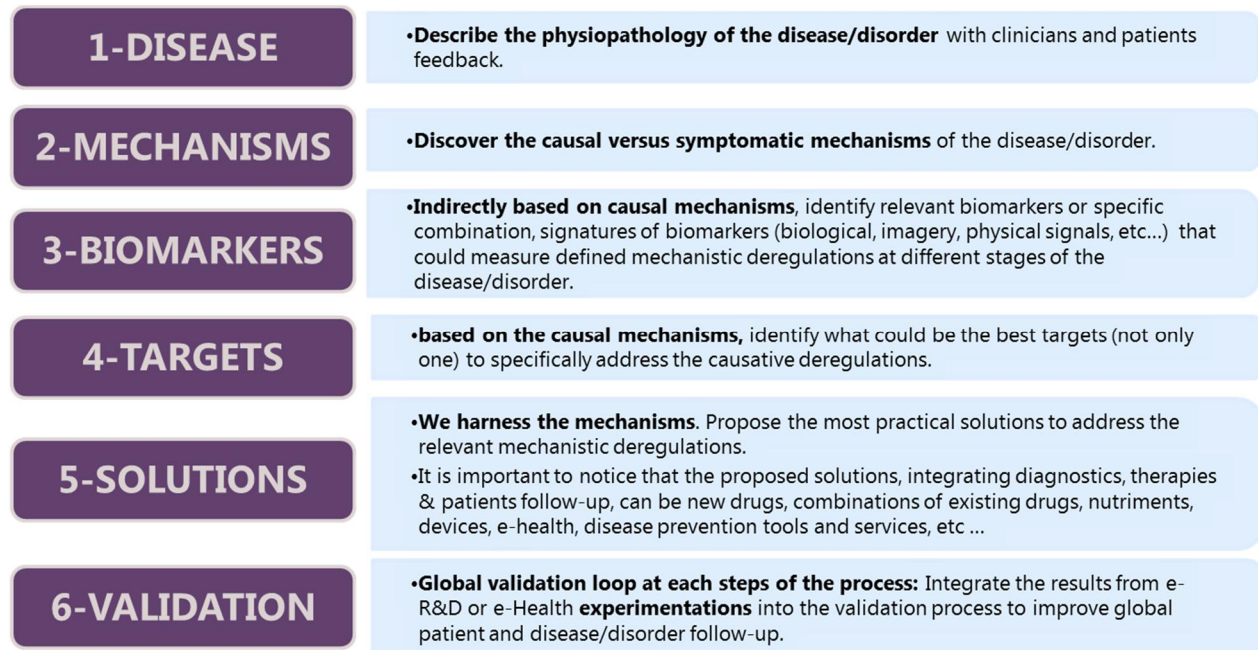 1-DISEASE
•Describe the physiopathology of the disease/disorder with clinicians and patients
feedback.
2-MECHANISMS
•Discover the causal versus symptomatic mechanisms of the disease/disorder.
3-BIOMARKERS
•Indirectly based on causal mechanisms, identify relevant biomarkers or specific
combination, signatures of biomarkers (biological, imagery, physical signals, etc...) that
could measure defined mechanistic deregulations at different stages of the
disease/disorder.
4-TARGETS
•based on the causal mechanisms, identify what could be the best targets (not only
one) to specifically address the causative deregulations.
5-SOLUTIONS
•We harness the mechanisms. Propose the most practical solutions to address the
relevant mechanistic deregulations.
•It is important to notice that the proposed solutions, integrating diagnostics, therapies
& patients follow-up, can be new drugs, combinations of existing drugs, nutriments,
devices, e-health, disease prevention tools and services, etc ...
6-VALIDATION
•Global validation loop at each steps of the process: Integrate the results from e-
R&D or e-Health experimentations into the validation process to improve global
patient and disease/disorder follow-up.